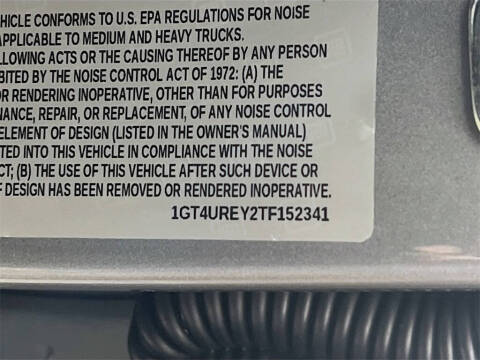 VEHICLE CONFORMS TO U.S. EPA REGULATIONS FOR NOISE
APPLICABLE TO MEDIUM AND HEAVY TRUCKS.
LLOWING ACTS OR THE CAUSING THEREOF BY ANY PERSON
BITED BY THE NOISE CONTROL ACT OF 1972: (A) THE
OR RENDERING INOPERATIVE, OTHER THAN FOR PURPOSES
NANCE, REPAIR, OR REPLACEMENT, OF ANY NOISE CONTROL
ELEMENT OF DESIGN (LISTED IN THE OWNER'S MANUAL)
TED INTO THIS VEHICLE IN COMPLIANCE WITH THE NOISE
CT; (B) THE USE OF THIS VEHICLE AFTER SUCH DEVICE OR
F DESIGN HAS BEEN REMOVED OR RENDERED INOPERATIVE.
1GT4UREY2TF152341